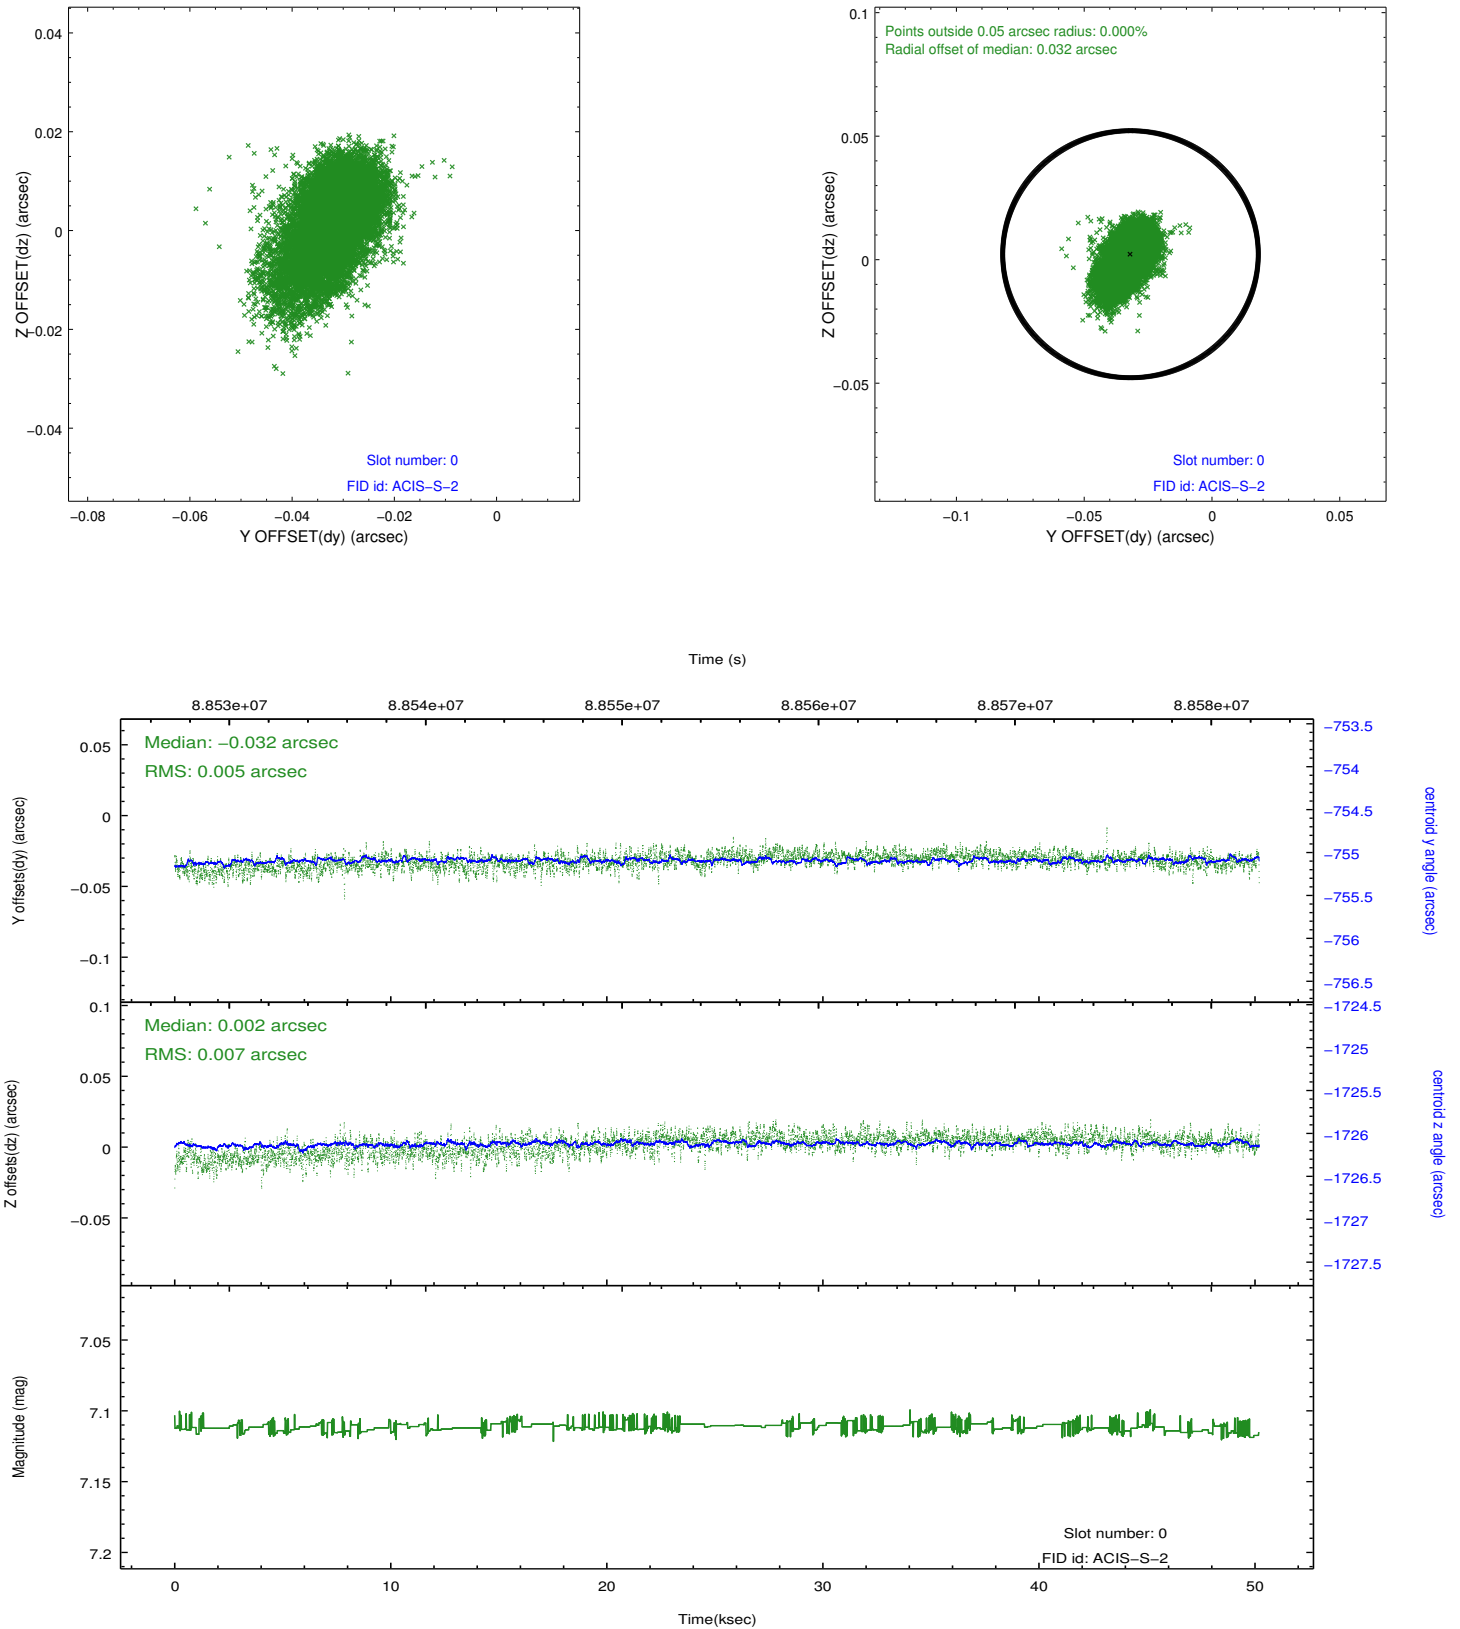 0.04
0.02
0
−0.02
−0.04
Z OFFSET(dz) (arcsec)
Slot number: 0
FID id: ACIS−S−2
−0.08
−0.06
−0.04
−0.02
0
Y OFFSET(dy) (arcsec)
0.1
0.05
0
−0.05
Z OFFSET(dz) (arcsec)
Points outside 0.05 arcsec radius: 0.000%
Radial offset of median: 0.032 arcsec
Slot number: 0
FID id: ACIS−S−2
−0.1
−0.05
0
0.05
Y OFFSET(dy) (arcsec)
Time (s)
8.853e+07
8.854e+07
8.855e+07
8.856e+07
8.857e+07
8.858e+07
Median: −0.032 arcsec
RMS: 0.005 arcsec
0.05
0
−0.05
−0.1
Y offsets(dy) (arcsec)
−753.5
−754
−754.5
−755
−755.5
−756
−756.5
centroid y angle (arcsec)
Median: 0.002 arcsec
RMS: 0.007 arcsec
0.1
0.05
0
−0.05
Z offsets(dz) (arcsec)
−1724.5
−1725
−1725.5
−1726
−1726.5
−1727
−1727.5
centroid z angle (arcsec)
7.05
7.1
7.15
7.2
Magnitude (mag)
Slot number: 0
FID id: ACIS−S−2
0
10
20
30
40
50
Time(ksec)